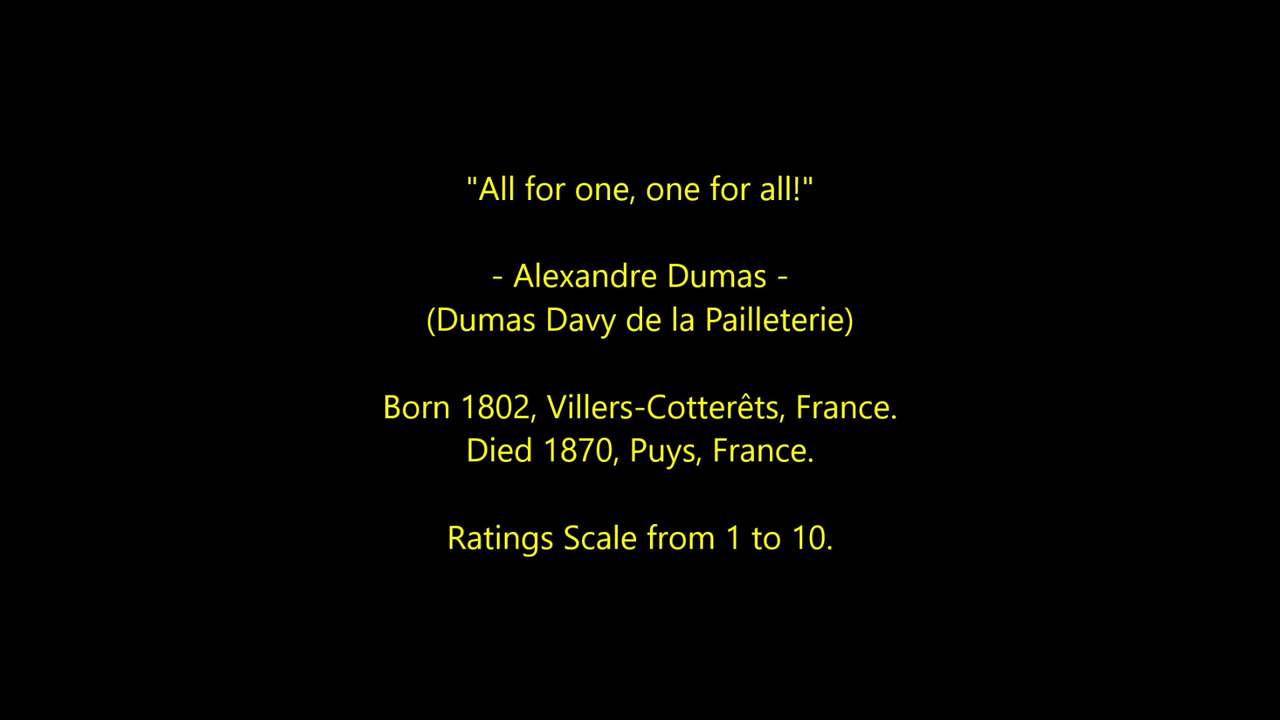 "All for one, one for all!"
- Alexandre Dumas -
(Dumas Davy de la Pailleterie)
Born 1802, Villers-Cotterêts, France.
Died 1870, Puys, France.
Ratings Scale from 1 to 10.